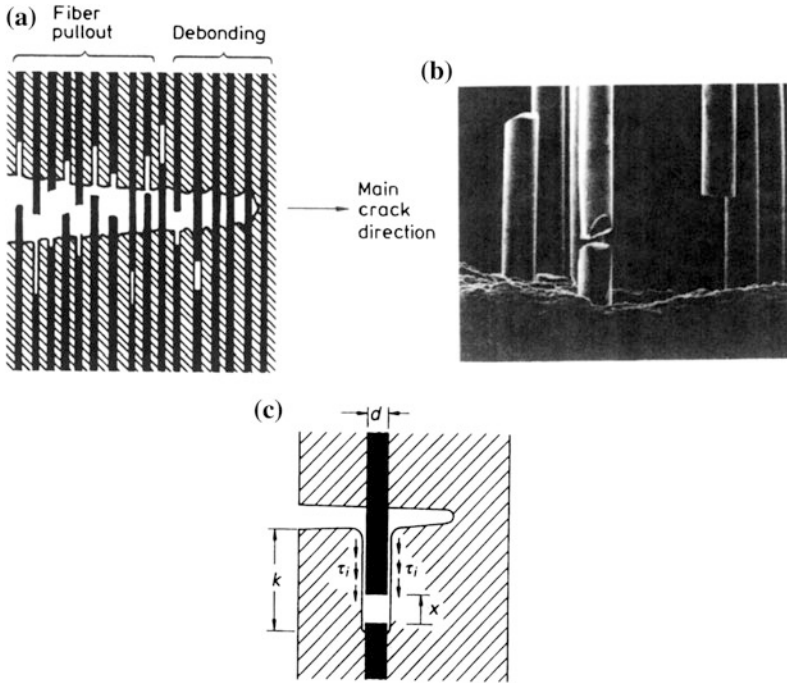 (a)
Fiber
pullout
Debonding
(b)
Main
crack
direction
(c)
d
k
τi
τi
x